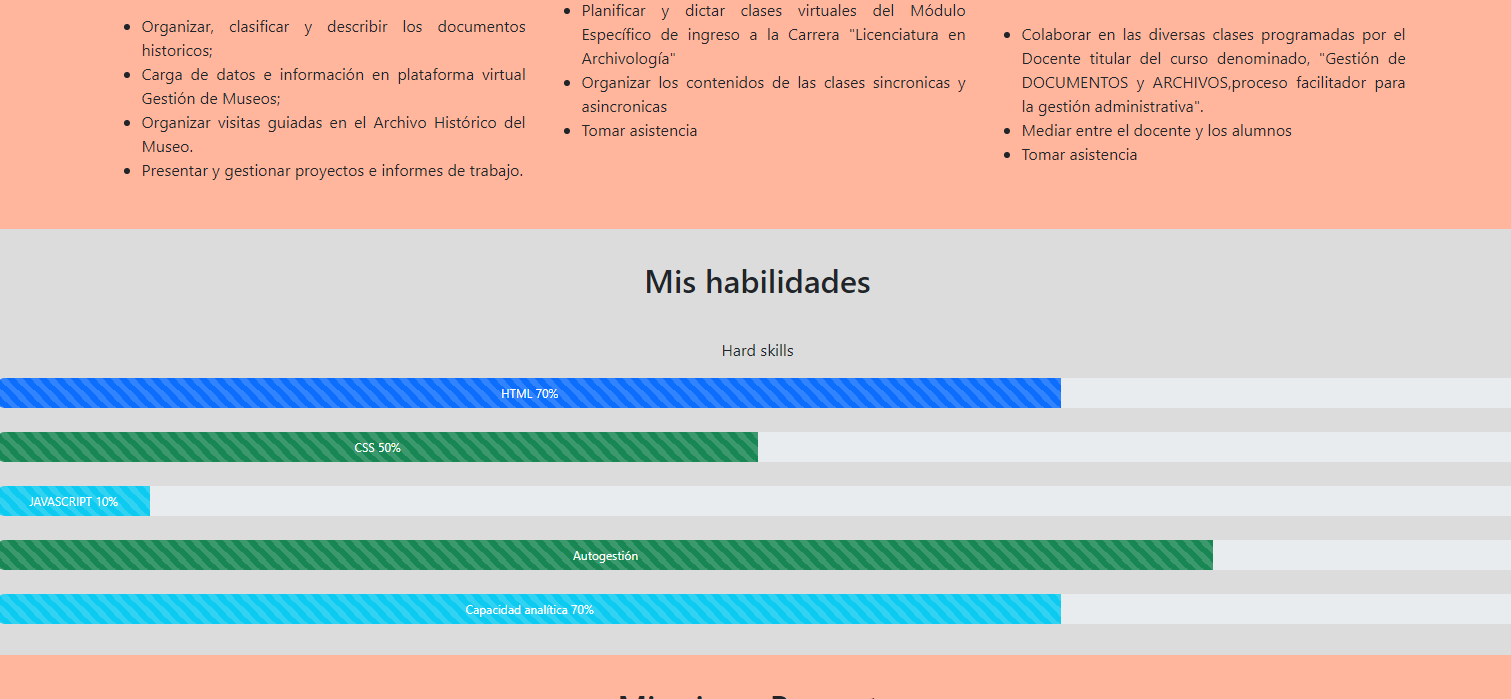 Organizar, clasificar y describir los documentos
historicos;
Carga de datos e información en plataforma virtual
Gestión de Museos;
Organizar visitas guiadas en el Archivo Histórico del
Museo.
Presentar y gestionar proyectos e informes de trabajo.
Planificar y dictar clases virtuales del Módulo
Específico de ingreso a la Carrera "Licenciatura en
Archivología"
Organizar los contenidos de las clases sincronicas y
asincronicas
Tomar asistencia
Colaborar en las diversas clases programadas por el
Docente titular del curso denominado, "Gestión de
DOCUMENTOS y ARCHIVOS,proceso facilitador para
la gestión administrativa".
Mediar entre el docente y los alumnos
Tomar asistencia
Mis habilidades
Hard skills
HTML 70%
CSS 50%
JAVASCRIPT 10%
Autogestión
Capacidad analítica 70%